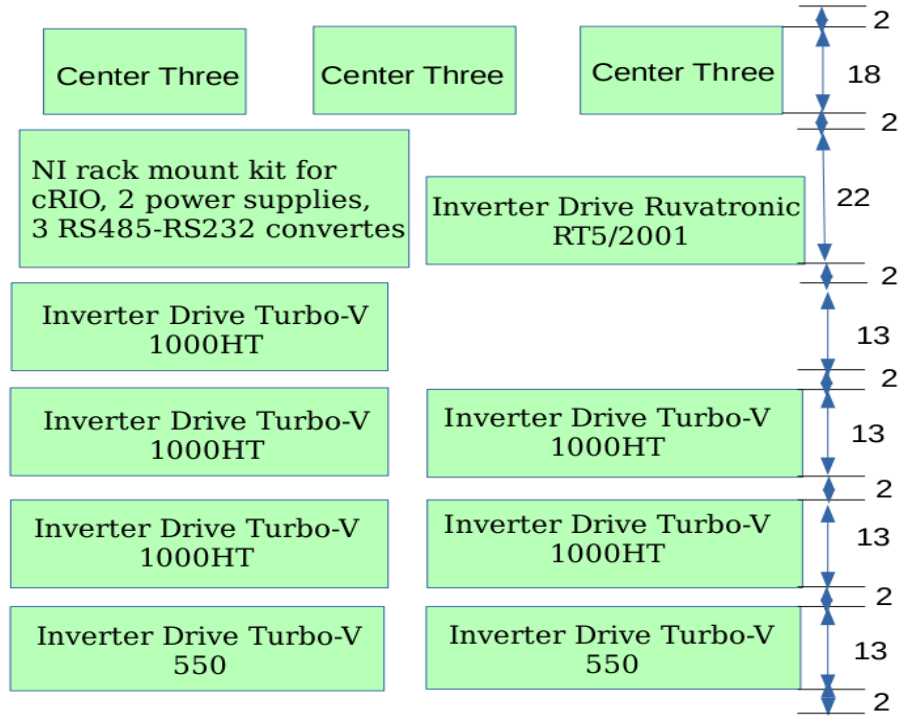 2
Center Three
Center Three
Center Three
18
2
NI rack mount kit for
cRIO, 2 power supplies,
3 RS485-RS232 convertes
Inverter Drive Ruvatronic
RT5/2001
22
2
Inverter Drive Turbo-V
1000HT
13
2
Inverter Drive Turbo-V
1000HT
Inverter Drive Turbo-V
1000HT
13
2
Inverter Drive Turbo-V
1000HT
Inverter Drive Turbo-V
1000HT
13
2
Inverter Drive Turbo-V
550
Inverter Drive Turbo-V
550
13
2